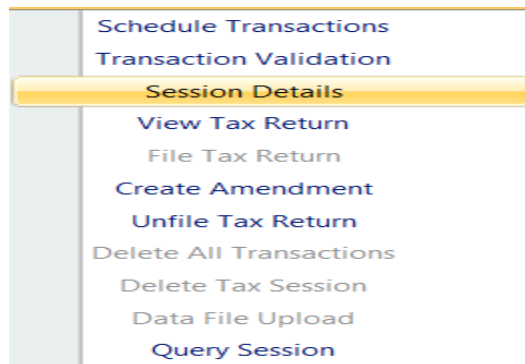 Schedule Transactions
Transaction Validation
Session Details
View Tax Return
File Tax Return
Create Amendment
Unfile Tax Return
Delete All Transactions
Delete Tax Session
Data File Upload
Query Session